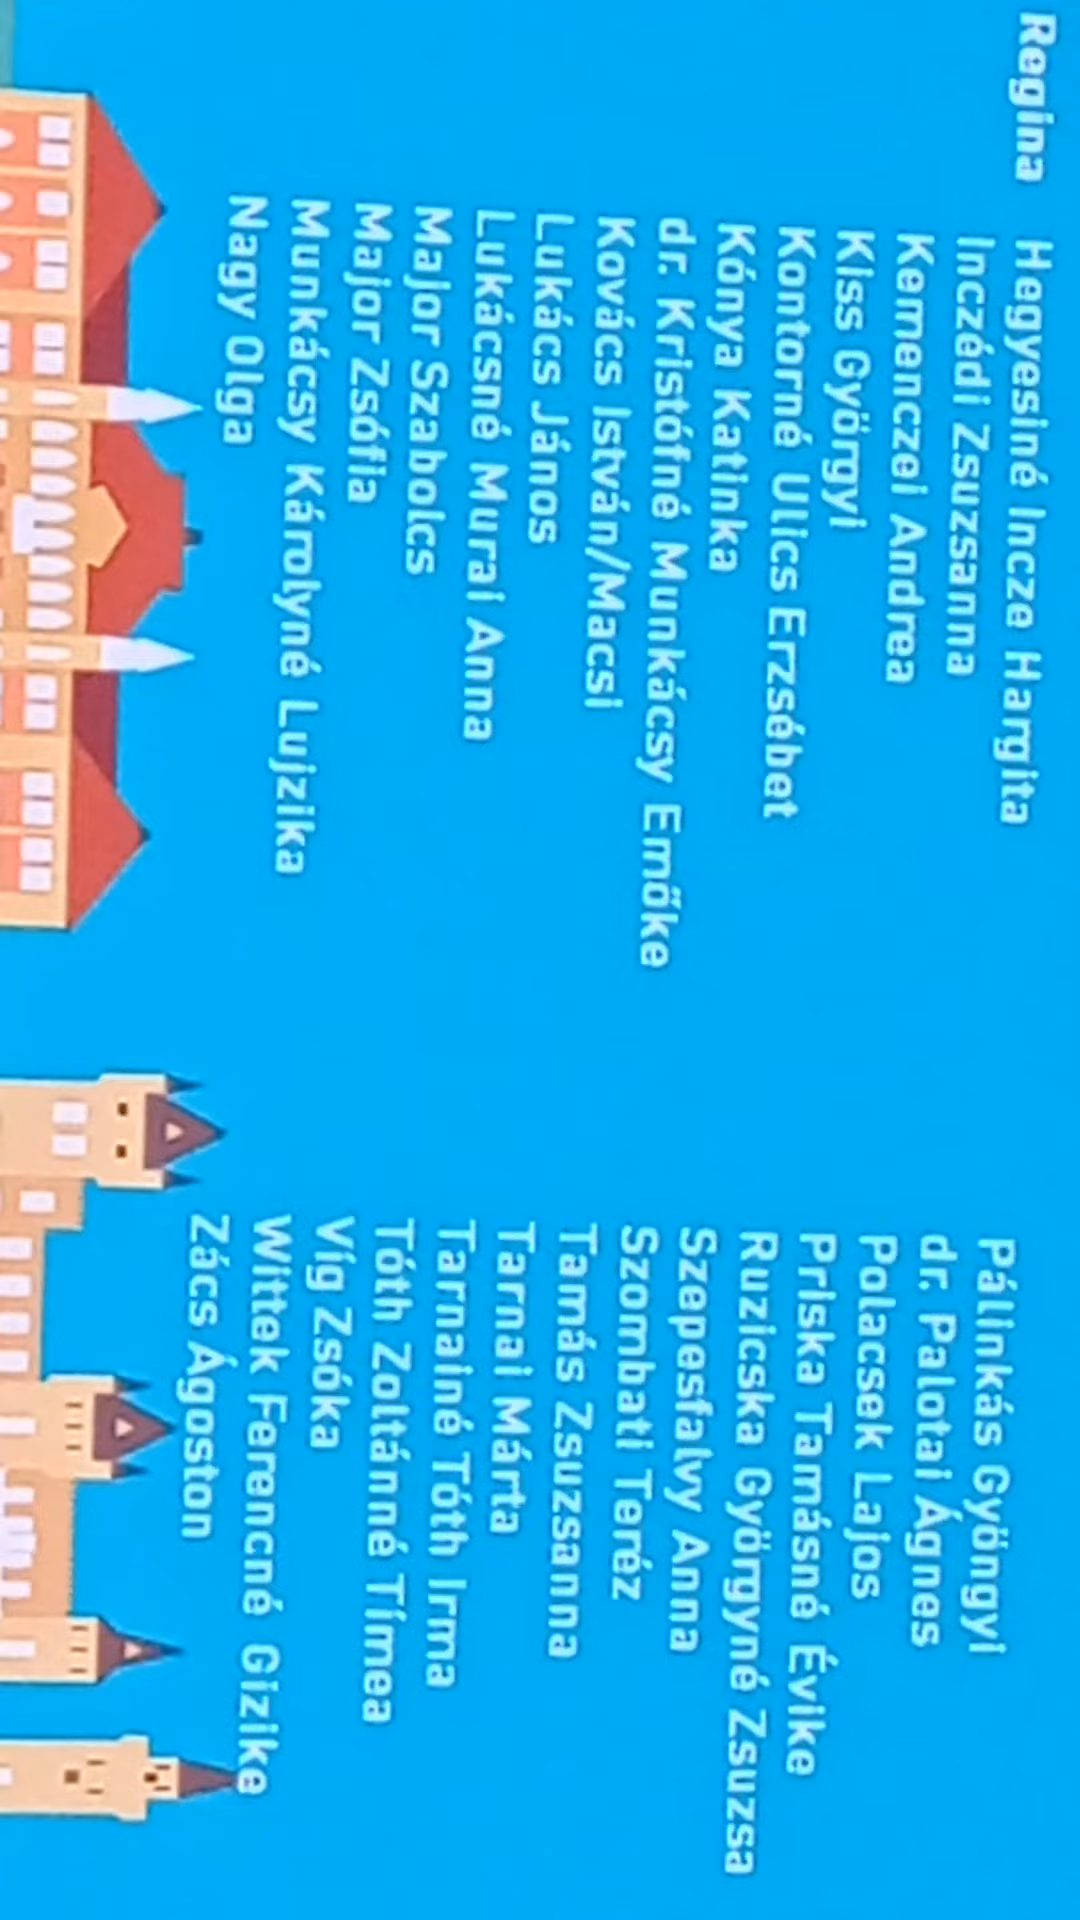 Regina
Hegyesiné Incze Hargita
Inczédi Zsuzsanna
Kemenczei Andrea
Kiss Györgyi
Kontorné Ulics Erzsébet
Kónya Katinka
dr. Kristófné Munkácsy Emőke
Kovács István/Macsi
Lukács János
Lukácsné Murai Anna
Major Szabolcs
Major Zsófia
Munkácsy Károlyné Lujzika
Nagy Olga
Pálinkás Gyöngyi
dr. Palotai Ágnes
Polacsek Lajos
Priska Tamásné Évike
Ruzicska Györgyné Zsuzsa
Szepesfalvy Anna
Szombati Teréz
Tamás Zsuzsanna
Tarnai Márta
Tarnainé Tóth Irma
Tóth Zoltánné Tímea
Víg Zsóka
Wittek Ferencné Gizike
Zács Ágoston